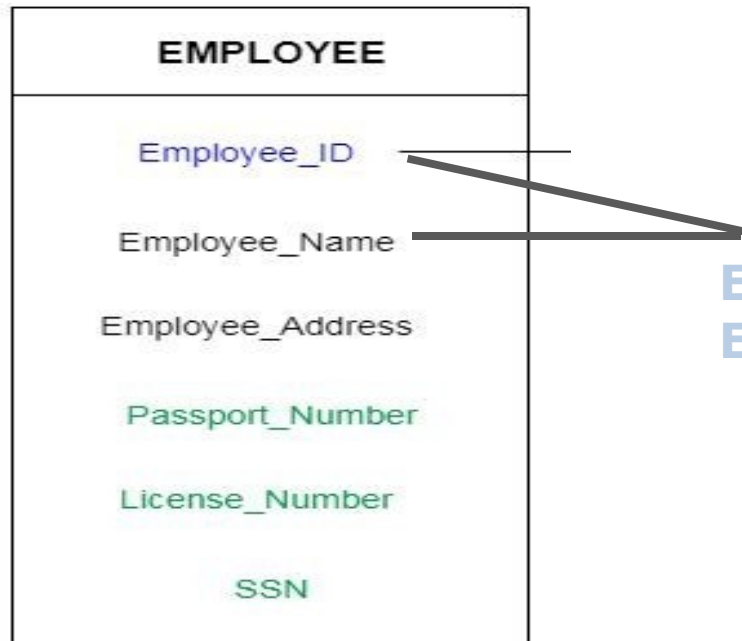 EMPLOYEE
Employee_ID
Employee_Name
E
E
Employee_Address
Passport_Number
License_Number
SSN